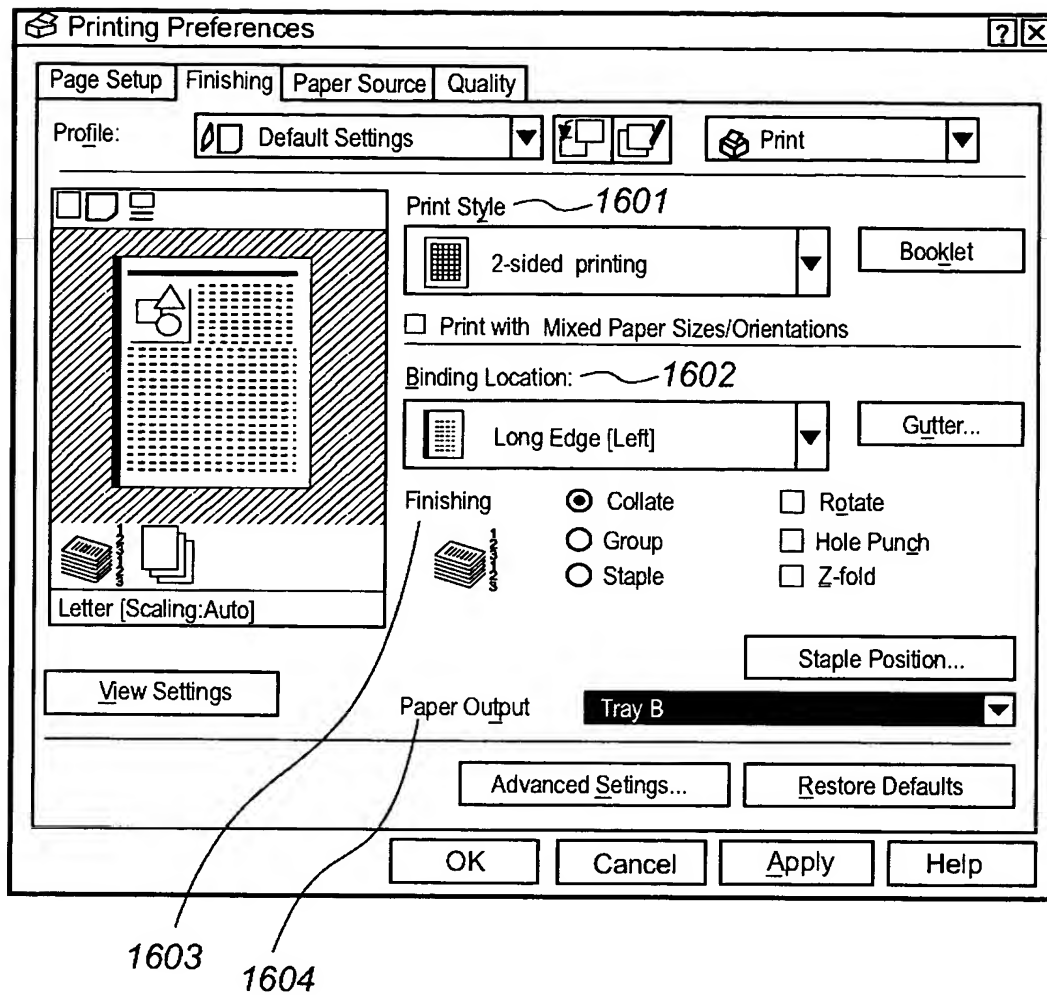 Printing Preferences
Page Setup Finishing Paper Source Quality
Profile: Default Settings Print
Print Style 1601
2-sided printing Booklet
Print with Mixed Paper Sizes/Orientations
Binding Location: 1602
Long Edge [Left] Gutter...
Finishing Collate Rotate
Group Hole Punch
Staple Z-fold
Letter [Scaling:Auto]
Staple Position...
View Settings
Paper Output Tray B
Advanced Setings... Restore Defaults
OK Cancel Apply Help
1603
1604